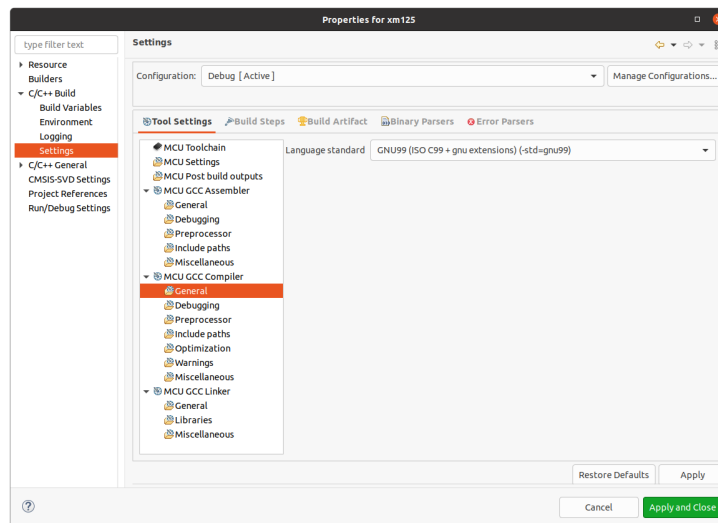 Properties for xm125
type filter text
Resource
Builders
C/C++ Build
Build Variables
Environment
Logging
Settings
C/C++ General
CMSIS-SVD Settings
Project References
Run/Debug Settings
Settings
Configuration: Debug [ Active ]
Manage Configurations...
Tool Settings Build Steps Build Artifact Binary Parsers Error Parsers
MCU Toolchain
MCU Settings
MCU Post build outputs
MCU GCC Assembler
General
Debugging
Preprocessor
Include paths
Miscellaneous
MCU GCC Compiler
General
Debugging
Preprocessor
Include paths
Optimization
Warnings
Miscellaneous
MCU GCC Linker
General
Libraries
Miscellaneous
Language standard GNU99 (ISO C99 + gnu extensions) (-std=gnu99)
Restore Defaults Apply
Cancel Apply and Close